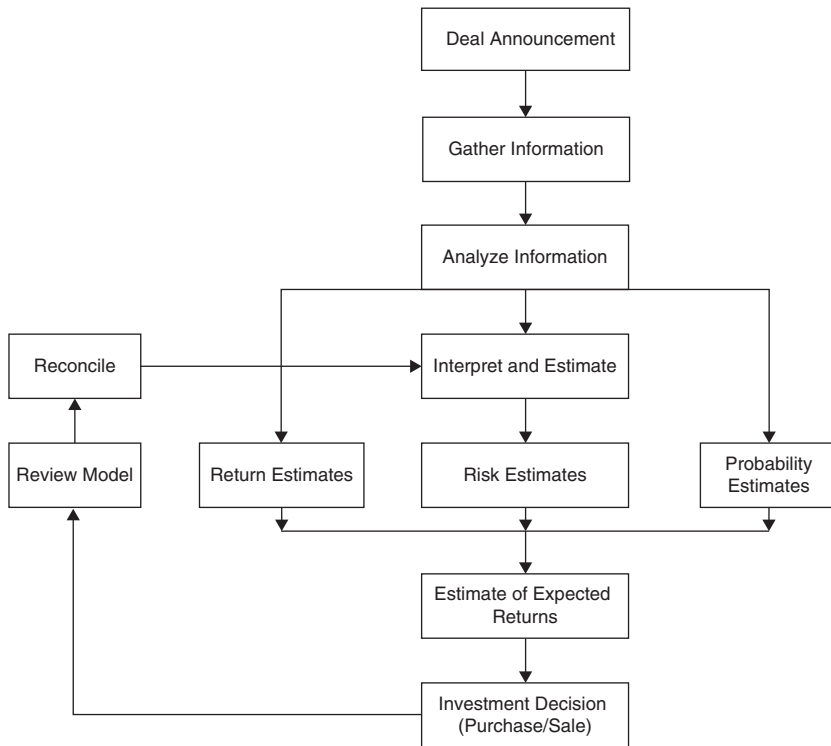 Deal Announcement
Gather Information
Analyze Information
Reconcile
Interpret and Estimate
Review Model
Return Estimates
Risk Estimates
Probability
Estimates
Estimate of Expected
Returns
Investment Decision
(Purchase/Sale)